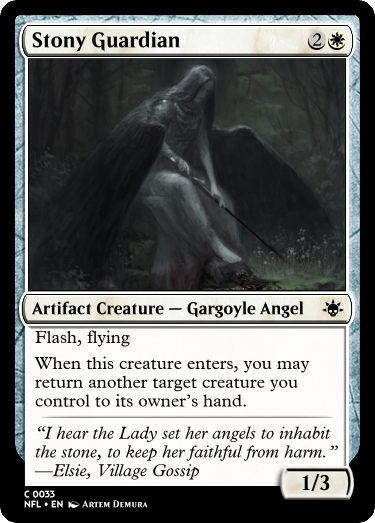 Stony Guardian 2
Artifact Creature — Gargoyle Angel
Flash, flying
When this creature enters, you may
return another target creature you
control to its owner's hand.
“I hear the Lady set her angels to inhabit
the stone, to keep her faithful from harm.”
—Elsie, Village Gossip
1/3
C 0033
NFL • EN Artem Demura